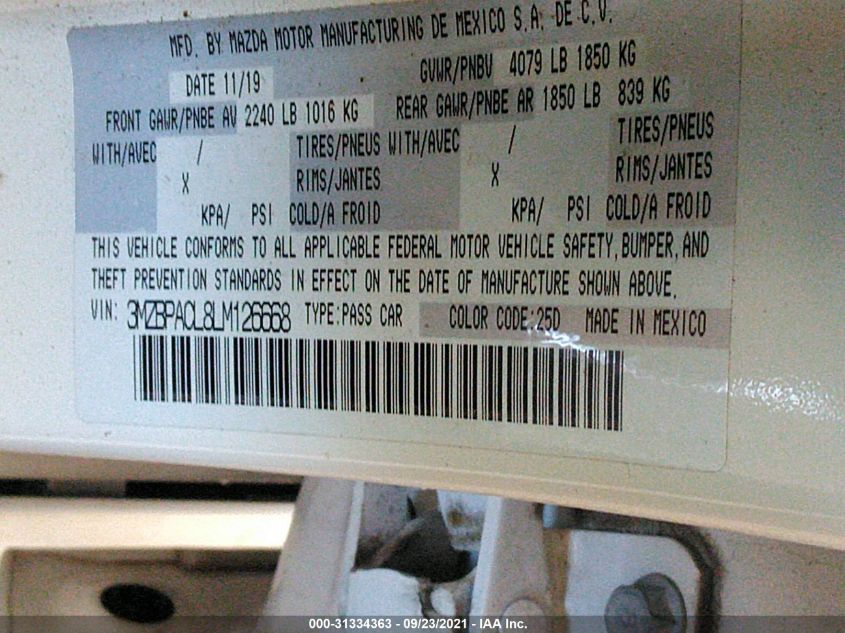 MFD. BY MAZDA MOTOR MANUFACTURING DE MEXICO S.A. DE C.V.
DATE 11/19 GVWR/PNBV 4079 LB 1850 KG
FRONT GAWR/PNBE AV 2240 LB 1016 KG REAR GAWR/PNBE AR 1850 LB 839 KG
WITH/AVEC / TIRES/PNEUS WITH/AVEC / TIRES/PNEUS
X RIMS/JANTES X RIMS/JANTES
KPA/ PSI COLD/A FROID KPA/ PSI COLD/A FROID
THIS VEHICLE CONFORMS TO ALL APPLICABLE FEDERAL MOTOR VEHICLE SAFETY, BUMPER, AND
THEFT PREVENTION STANDARDS IN EFFECT ON THE DATE OF MANUFACTURE SHOWN ABOVE.
VIN: 3MZBPACL8LM126668 TYPE:PASS CAR COLOR CODE:25D MADE IN MEXICO
000-31334363 - 09/23/2021 - IAA Inc.